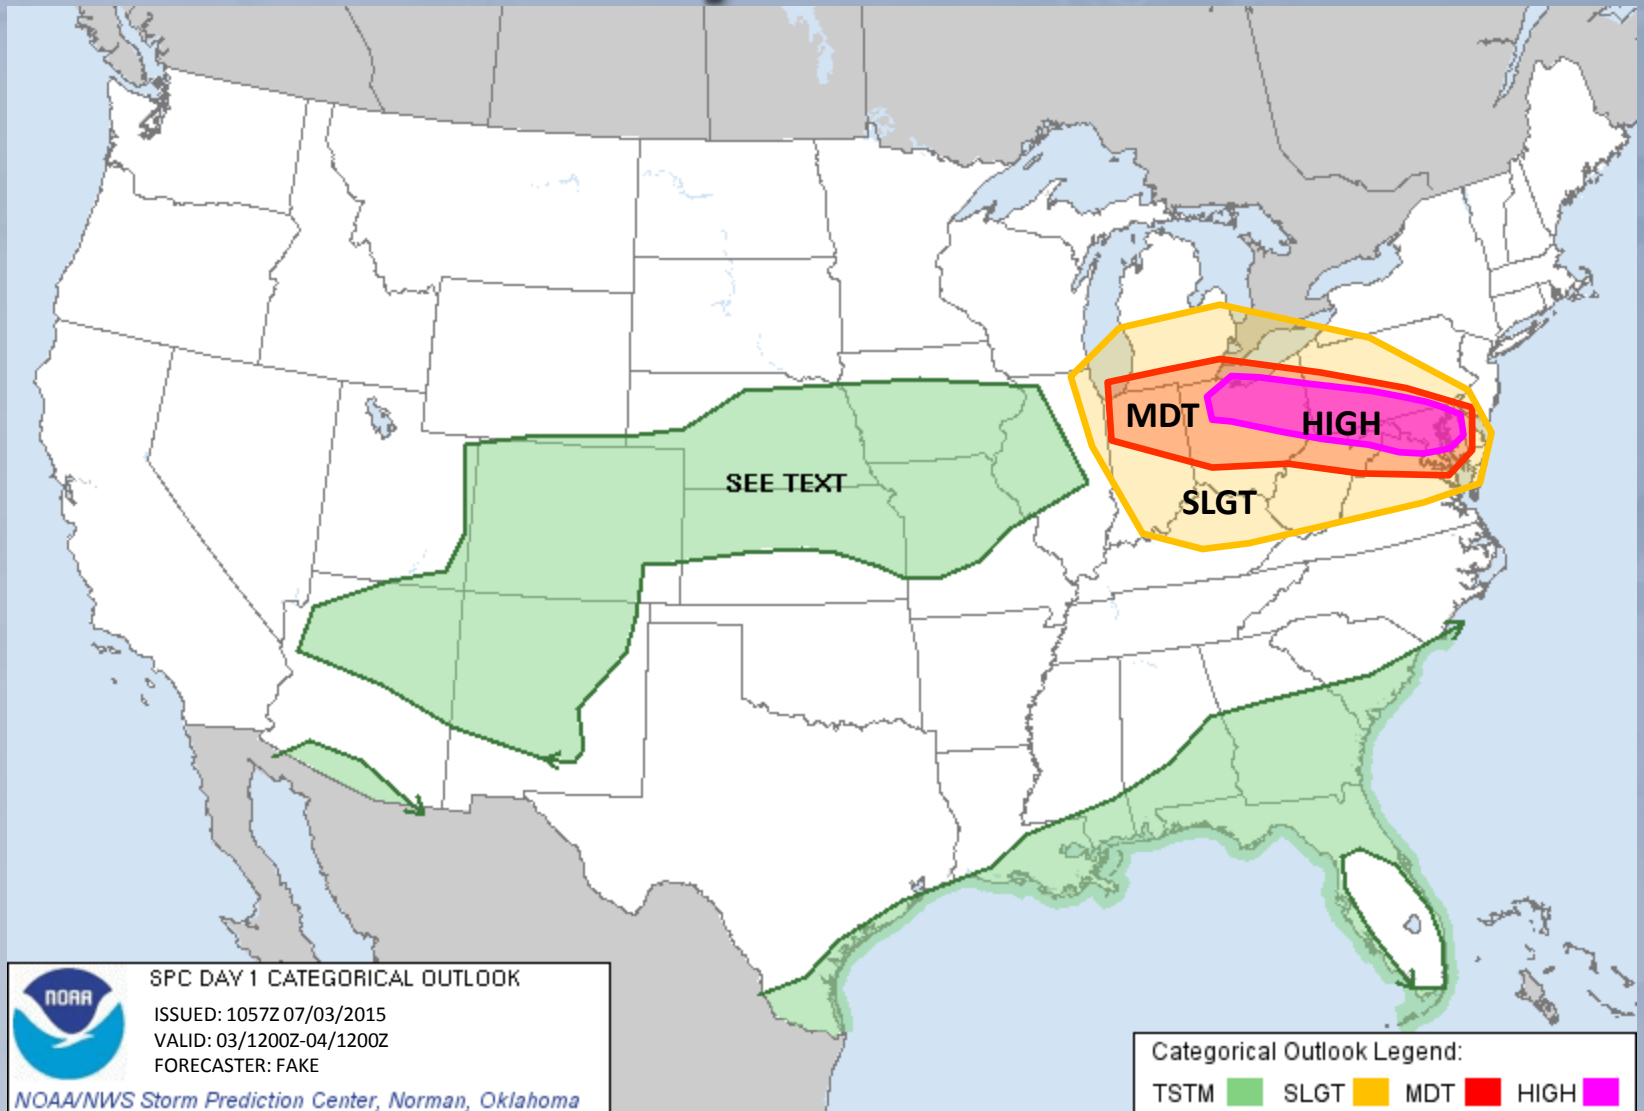 MDT
HIGH
SEE TEXT
SLGT
NOAA
SPC DAY 1 CATEGORICAL OUTLOOK
ISSUED: 1057Z 07/03/2015
VALID: 03/1200Z-04/1200Z
FORECASTER: FAKE
NOAA/NWS Storm Prediction Center, Norman, Oklahoma
Categorical Outlook Legend:
TSTM SLGT MDT HIGH